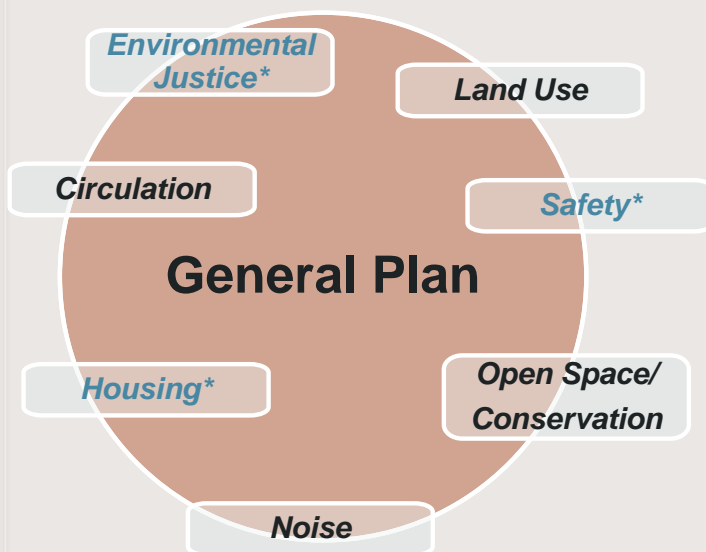 Environmental
Justice*
Land Use
Circulation
Safety*
General Plan
Housing*
Open Space/
Conservation
Noise